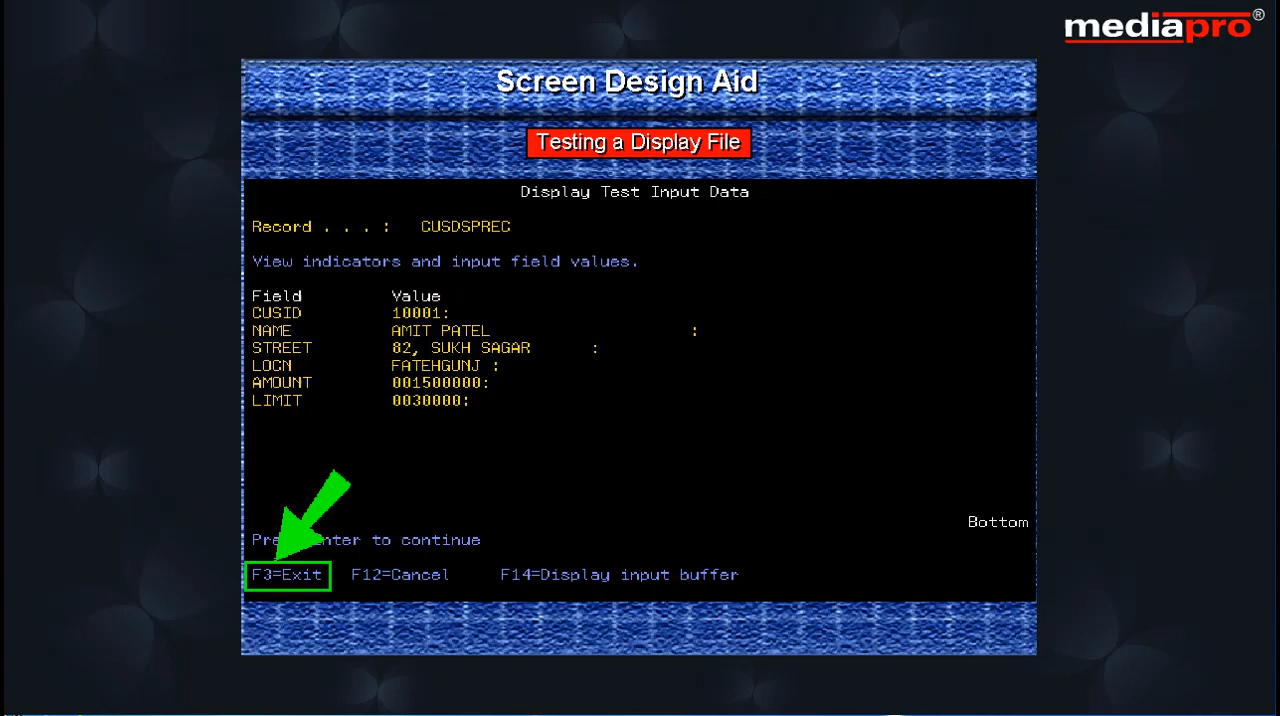 mediapro®
Screen Design Aid
Testing a Display File
Display Test Input Data
Record . . . : CUSDSPREC
View indicators and input field values.
Field Value
CUSID 10001:
NAME AMIT PATEL :
STREET 82, SUKH SAGAR :
LOCN FATEHGUNJ :
AMOUNT 001500000:
LIMIT 0030000:
Bottom
to continue
F3=Exit F12=Cancel F14=Display input buffer